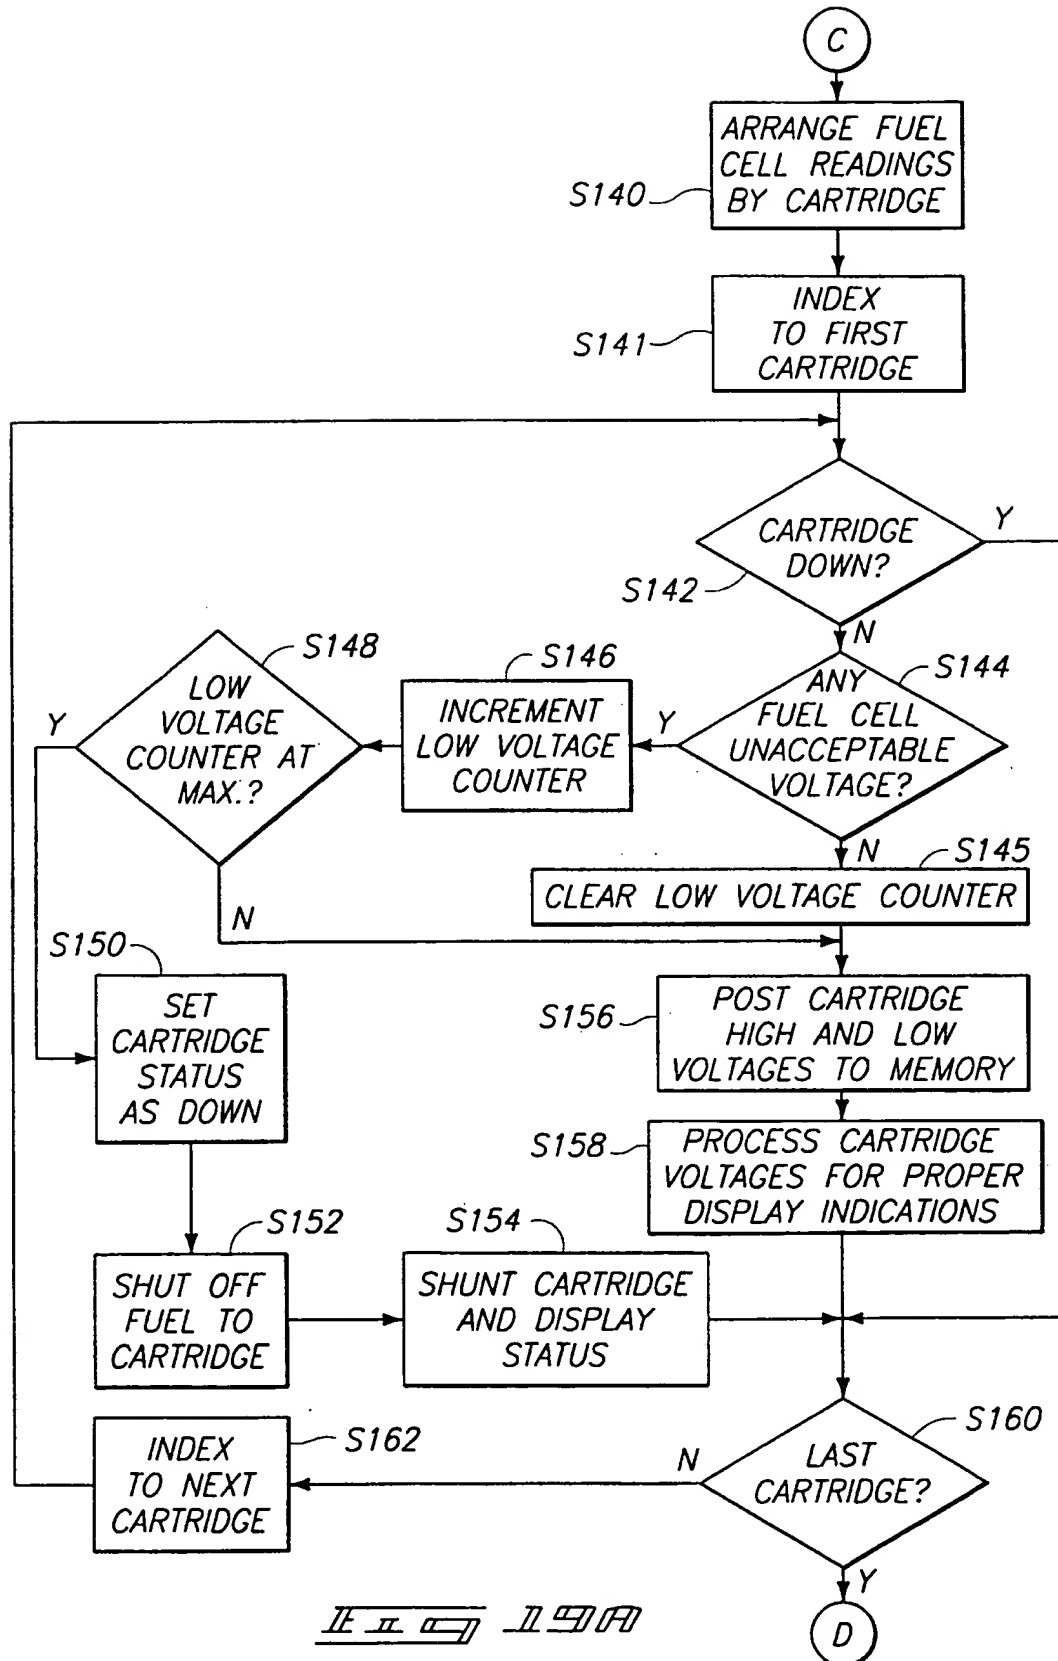 C
ARRANGE FUEL
CELL READINGS
BY CARTRIDGE
S140
INDEX
TO FIRST
CARTRIDGE
S141
CARTRIDGE
DOWN?
Y
S142
N
S148
LOW
VOLTAGE
COUNTER AT
MAX.?
Y
S146
INCREMENT
LOW VOLTAGE
COUNTER
Y
ANY
FUEL CELL
UNACCEPTABLE
VOLTAGE?
S144
N
S145
CLEAR LOW VOLTAGE COUNTER
N
S150
SET
CARTRIDGE
STATUS
AS DOWN
S156
POST CARTRIDGE
HIGH AND LOW
VOLTAGES TO MEMORY
S158
PROCESS CARTRIDGE
VOLTAGES FOR PROPER
DISPLAY INDICATIONS
S152
SHUT OFF
FUEL TO
CARTRIDGE
S154
SHUNT CARTRIDGE
AND DISPLAY
STATUS
INDEX
TO NEXT
CARTRIDGE
S162
N
LAST
CARTRIDGE?
S160
Y
D
FIG 19A